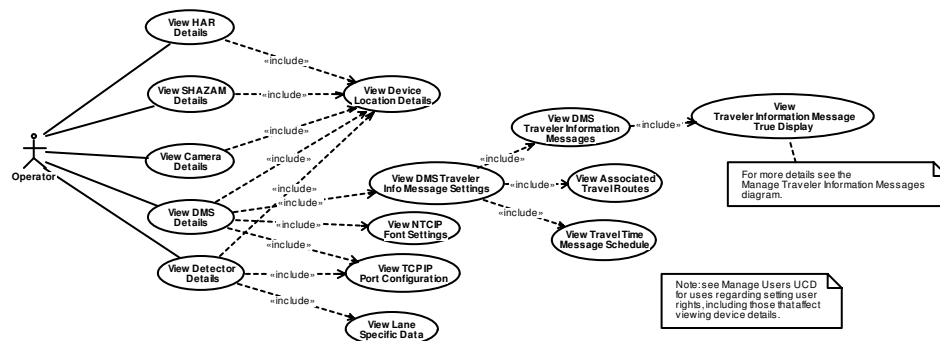 View HAR
Details
«include»
View SHAZAM
Details
«include»
View Device
Location Details
View DMS
Traveler Information
Messages
«include»
View
Traveler Information Message
True Display
Operator
View Camera
Details
«include»
«include»
«include»
View DMS Traveler
Info Message Settings
«include»
«include»
View Associated
Travel Routes
For more details see the
Manage Traveler Information Messages
diagram.
View DMS
Details
«include»
«include»
View NTCIP
Font Settings
«include»
«include»
View Travel Time
Message Schedule
View Detector
Details
«include»
«include»
View TCPIP
Port Configuration
«include»
View Lane
Specific Data
Note: see Manage Users UCD
for uses regarding setting user
rights, including those that affect
viewing device details.